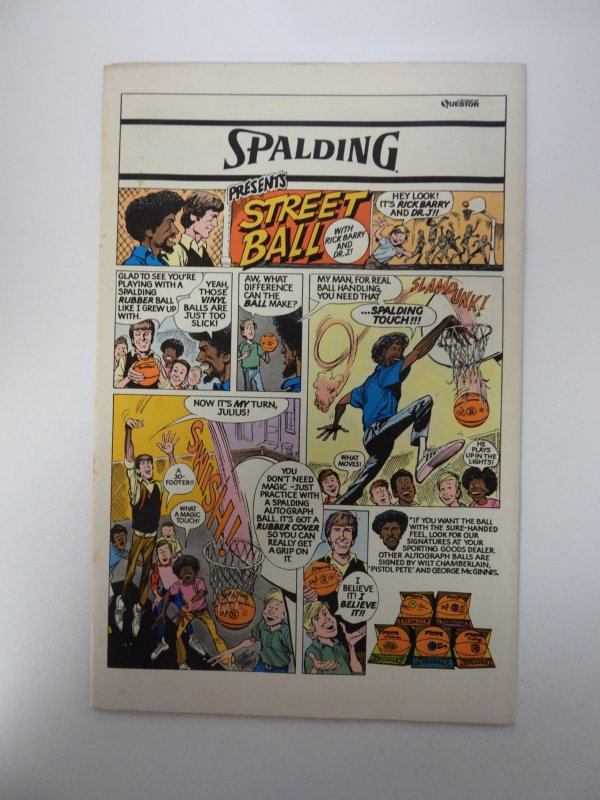 QUESTOR
SPALDING
PRESENTS
STREET
BALL
WITH
RICK BARRY
AND
DR. J!
HEY LOOK!
IT'S RICK BARRY
AND DR. J!!
GLAD TO SEE YOU'RE
PLAYING WITH A
SPALDING
RUBBER BALL
LIKE I GREW UP
WITH.
YEAH,
THOSE
VINYL
BALLS ARE
JUST TOO
SLICK!
AW, WHAT
DIFFERENCE
CAN THE
BALL MAKE?
MY MAN, FOR REAL
BALL HANDLING,
YOU NEED THAT
...SPALDING
TOUCH!!!
SLAM DUNK!
WHAT
MOVES!
HE
PLAYS
UP IN THE
LIGHTS!
NOW IT'S MY TURN,
JULIUS!
A
30-
FOOTER!!
WHAT
A MAGIC
TOUCH!
SWISH!
YOU
DON'T NEED
MAGIC - JUST
PRACTICE WITH
A SPALDING
AUTOGRAPH
BALL. IT'S GOT A
RUBBER COVER
SO YOU CAN
REALLY GET
A GRIP ON
IT.
I
BELIEVE
IT! I
BELIEVE
IT!!
"IF YOU WANT THE BALL
WITH THE SURE-HANDED
FEEL, LOOK FOR OUR
SIGNATURES AT YOUR
SPORTING GOODS DEALER.
OTHER AUTOGRAPH BALLS ARE
SIGNED BY WILT CHAMBERLAIN,
'PISTOL PETE' AND GEORGE McGINNIS.